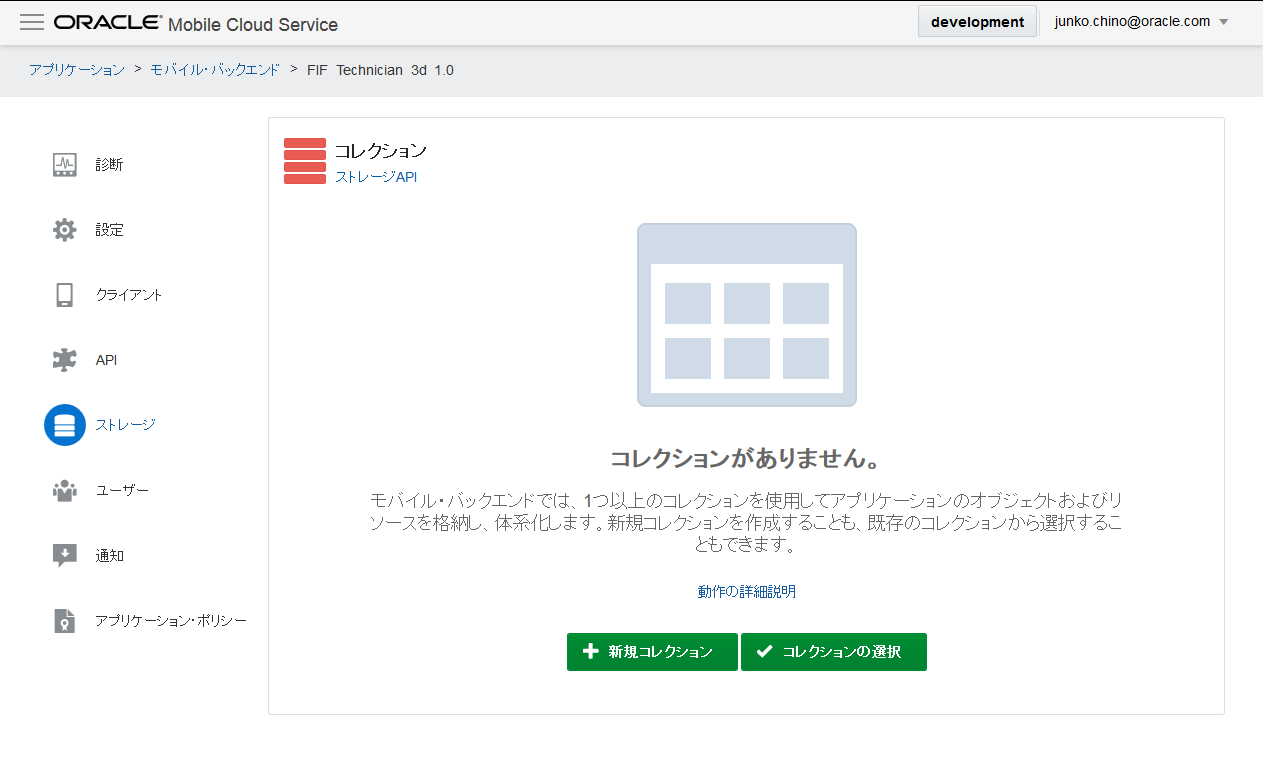 ORACLE Mobile Cloud Service
development
junko.chino@oracle.com
アプリケーション > モバイル・バックエンド > FIF Technician 3d 1.0
診断
設定
クライアント
API
ストレージ
ユーザー
通知
アプリケーション・ポリシー
コレクション
ストレージAPI
コレクションがありません。
モバイル・バックエンドでは、1つ以上のコレクションを使用してアプリケーションのオブジェクトおよびリ
ソースを格納し、体系化します。新規コレクションを作成することも、既存のコレクションから選択するこ
ともできます。
動作の詳細説明
新規コレクション
コレクションの選択